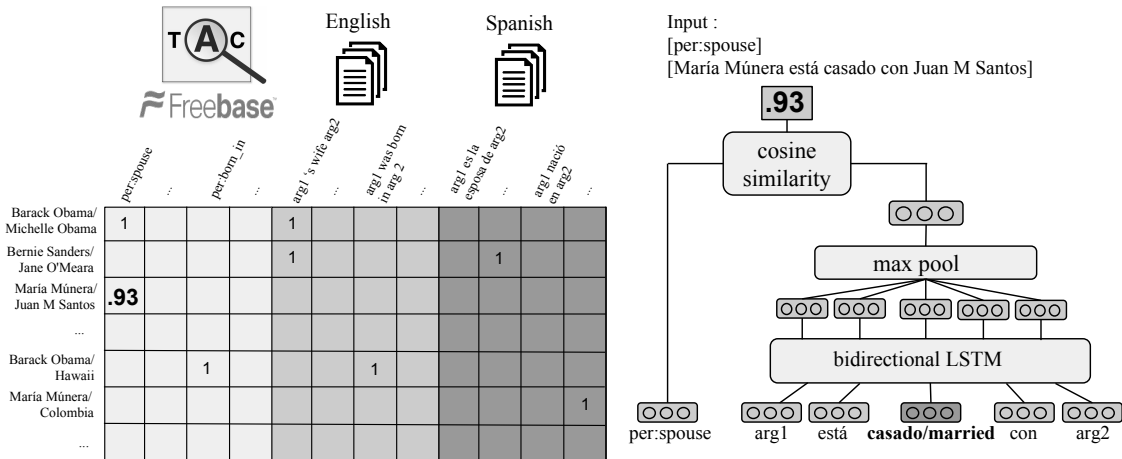 TAC
Freebase
English
Spanish
per:spouse
...
per:born_in
...
arg1 's wife arg2
...
arg1 was born
in arg 2
...
arg1 es la
esposa de arg2
...
arg1 nació
en arg2
...
Barack Obama/
Michelle Obama
1
1
Bernie Sanders/
Jane O'Meara
1
1
María Múnera/
Juan M Santos
.93
...
Barack Obama/
Hawaii
1
1
María Múnera/
Colombia
1
...
Input :
[per:spouse]
[María Múnera está casado con Juan M Santos]
.93
cosine
similarity
max pool
bidirectional LSTM
per:spouse arg1 está casado/married con arg2